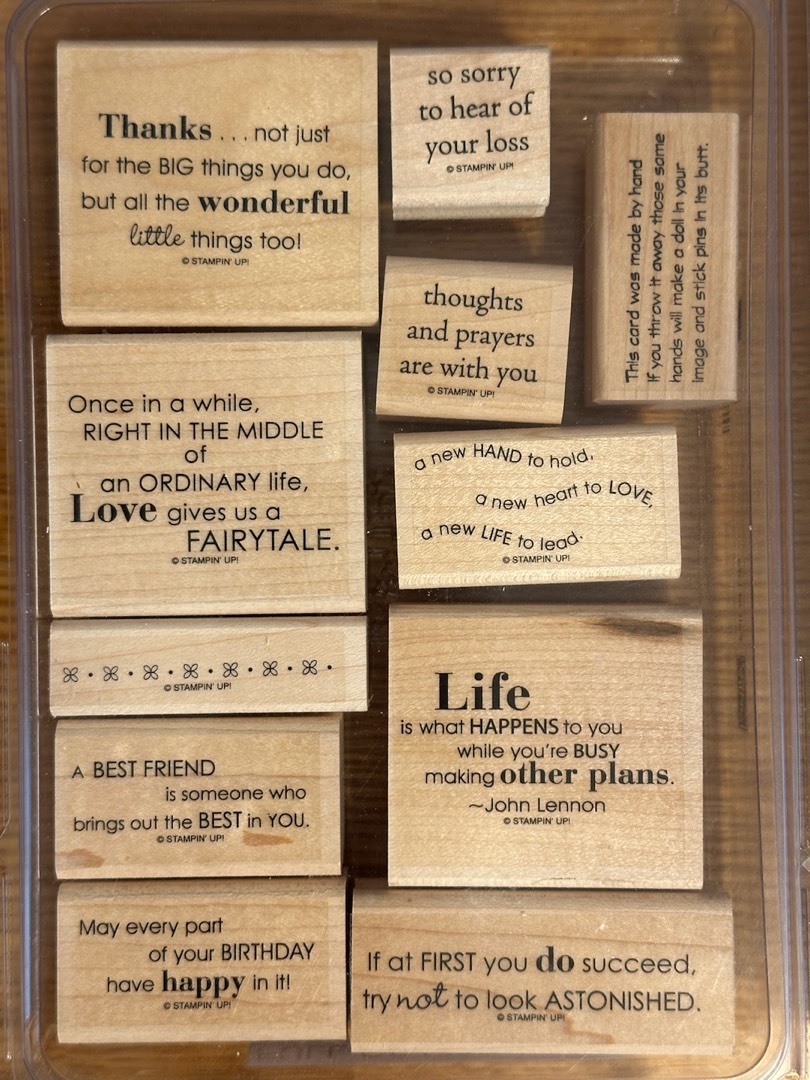 Thanks . . . not just
for the BIG things you do,
but all the wonderful
little things too!
© STAMPIN' UP!
so sorry
to hear of
your loss
© STAMPIN' UP!
This card was made by hand
If you throw it away those same
hands will make a doll in your
image and stick pins in its butt.
thoughts
and prayers
are with you
© STAMPIN' UP!
Once in a while,
RIGHT IN THE MIDDLE
of
an ORDINARY life,
Love gives us a
FAIRYTALE.
© STAMPIN' UP!
a new HAND to hold,
a new heart to LOVE,
a new LIFE to lead.
© STAMPIN' UP!
© STAMPIN' UP!
Life
is what HAPPENS to you
while you're BUSY
making other plans.
~John Lennon
© STAMPIN' UP!
A BEST FRIEND
is someone who
brings out the BEST in YOU.
© STAMPIN' UP!
May every part
of your BIRTHDAY
have happy in it!
© STAMPIN' UP!
If at FIRST you do succeed,
try not to look ASTONISHED.
© STAMPIN' UP!